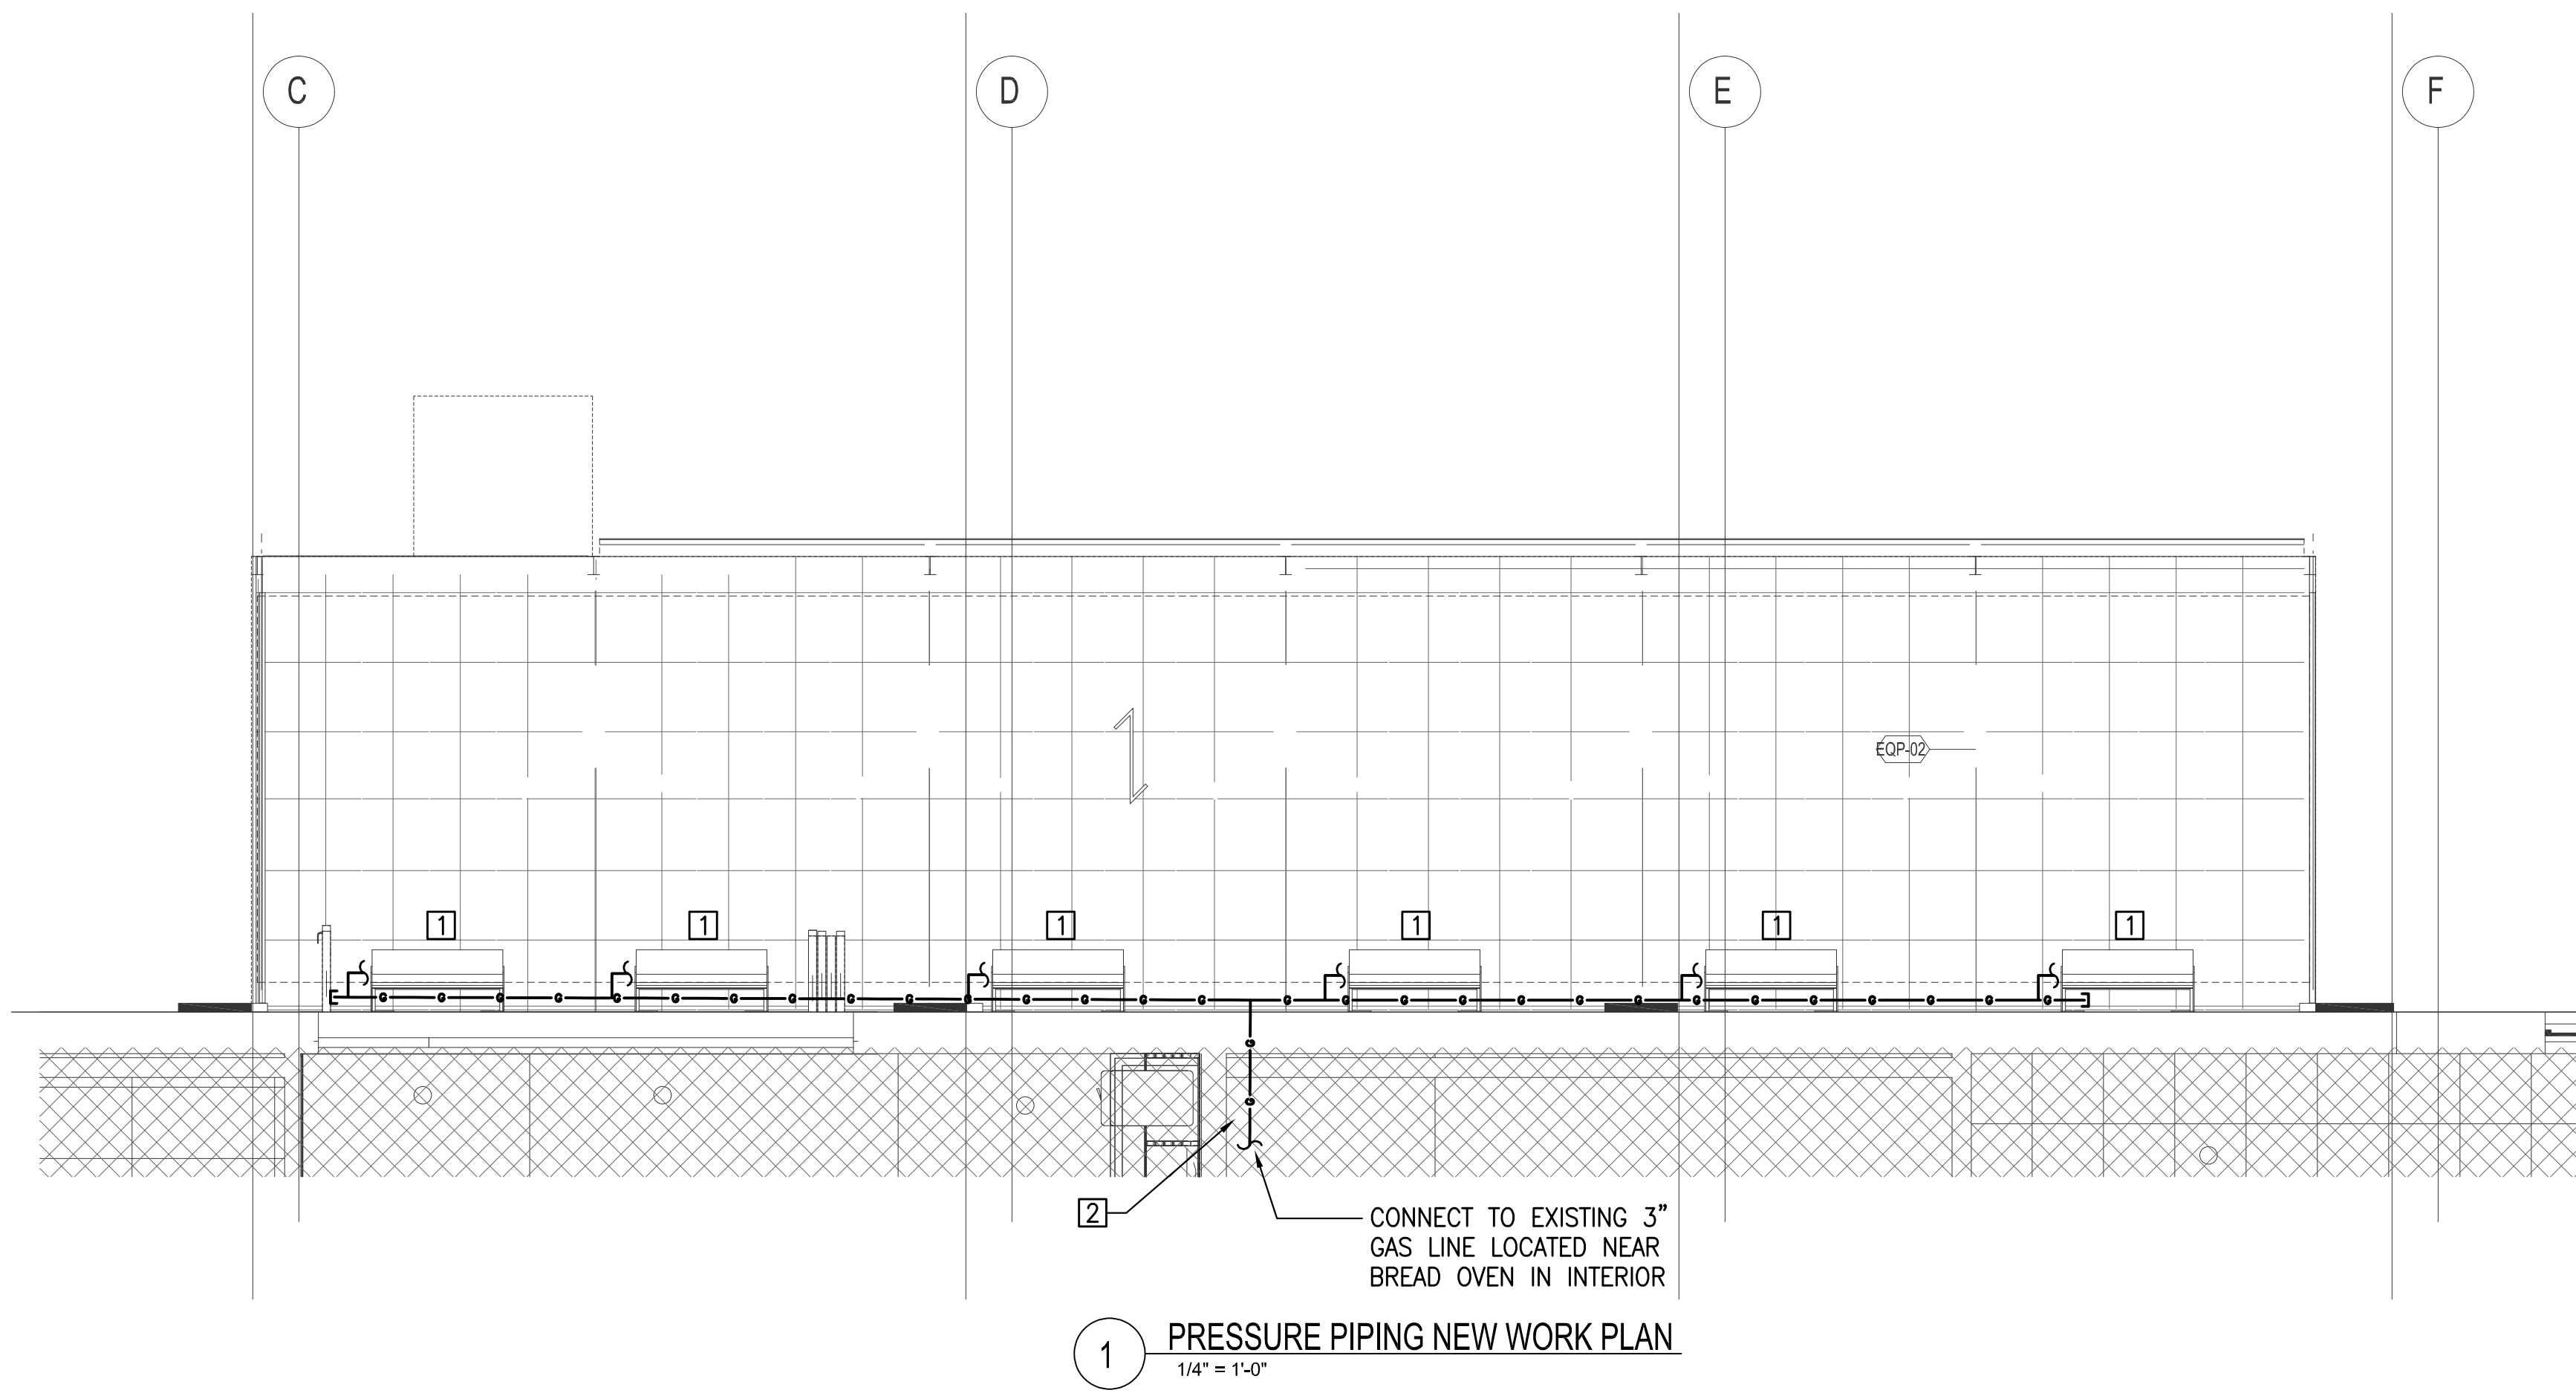 C
D
E
F
EQP-02
1
1
1
1
1
1
G G G G G G G G G G G G G G G G G G G G G G G G G G G G G
G
G
2
CONNECT TO EXISTING 3"
GAS LINE LOCATED NEAR
BREAD OVEN IN INTERIOR
1
PRESSURE PIPING NEW WORK PLAN
1/4" = 1'-0"